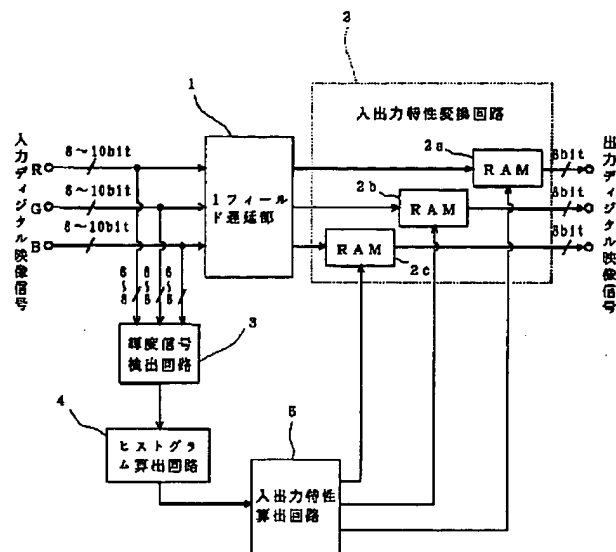 2
1
入出力特性変換回路
入力ディジタル映像信号
出力ディジタル映像信号
8～10bit
R
2a
RAM
8bit
8～10bit
G
1フィールド遅延部
2b
RAM
8bit
8～10bit
B
RAM
8bit
2c
6～8
6～8
6～8
輝度信号
検出回路
3
4
ヒストグラ
ム算出回路
5
入出力特性
算出回路